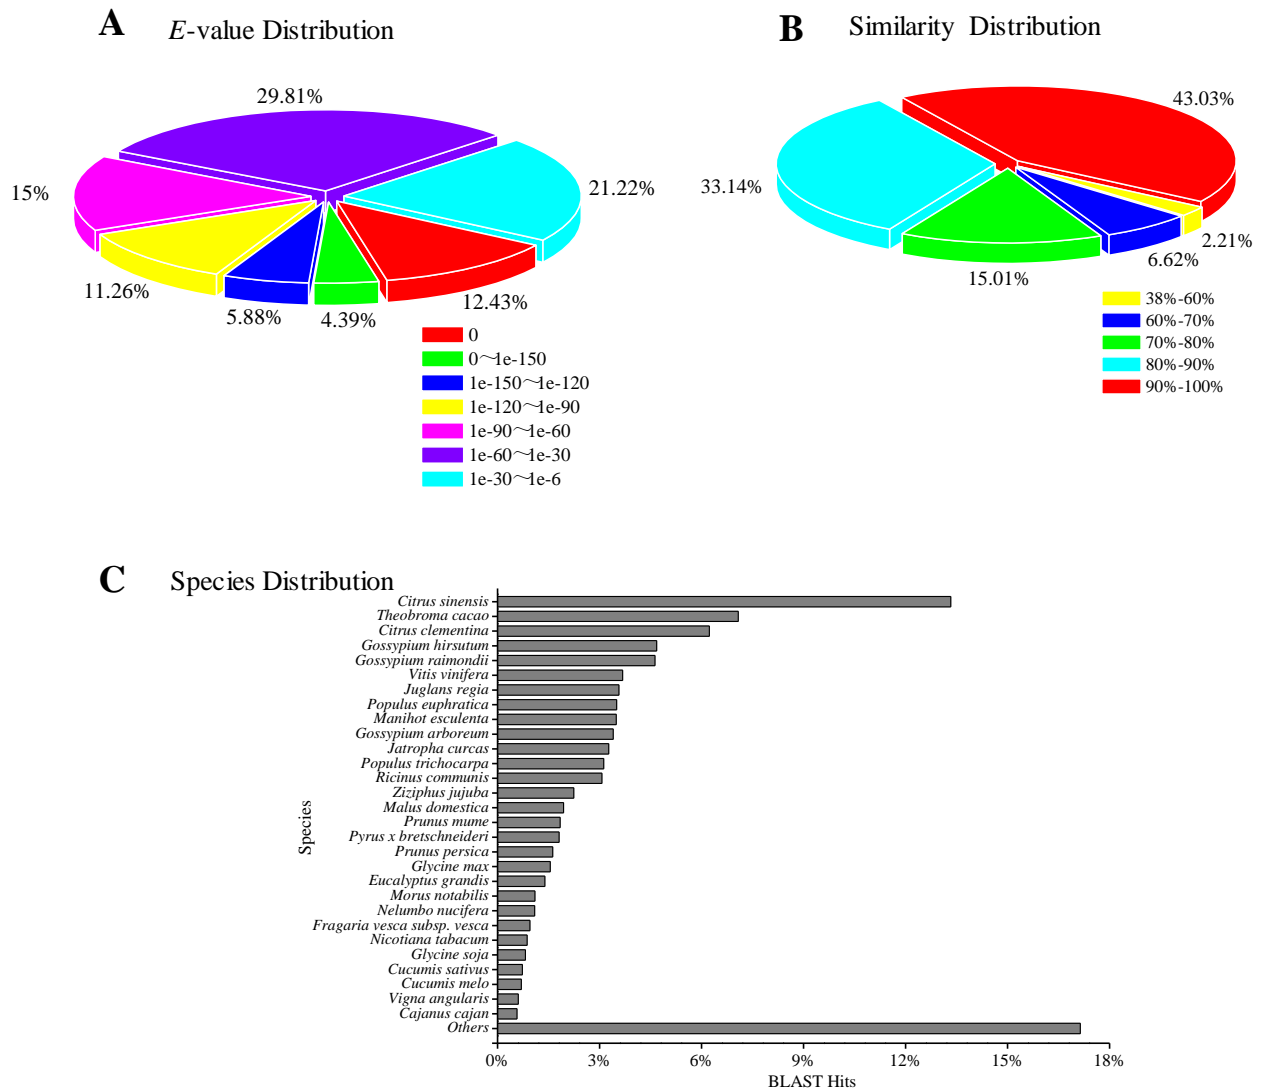 A
E-value Distribution
29.81%
15%
21.22%
11.26%
5.88%
4.39%
12.43%
0
0~1e-150
1e-150~1e-120
1e-120~1e-90
1e-90~1e-60
1e-60~1e-30
1e-30~1e-6
B
Similarity Distribution
43.03%
33.14%
2.21%
6.62%
15.01%
38%-60%
60%-70%
70%-80%
80%-90%
90%-100%
C
Species Distribution
Species
Citrus sinensis
Theobroma cacao
Citrus clementina
Gossypium hirsutum
Gossypium raimondii
Vitis vinifera
Juglans regia
Populus euphratica
Manihot esculenta
Gossypium arboreum
Jatropha curcas
Populus trichocarpa
Ricinus communis
Ziziphus jujuba
Malus domestica
Prunus mume
Pyrus x bretschneideri
Prunus persica
Glycine max
Eucalyptus grandis
Morus notabilis
Nelumbo nucifera
Fragaria vesca subsp. vesca
Nicotiana tabacum
Glycine soja
Cucumis sativus
Cucumis melo
Vigna angularis
Cajanus cajan
Others
0% 3% 6% 9% 12% 15% 18%
BLAST Hits